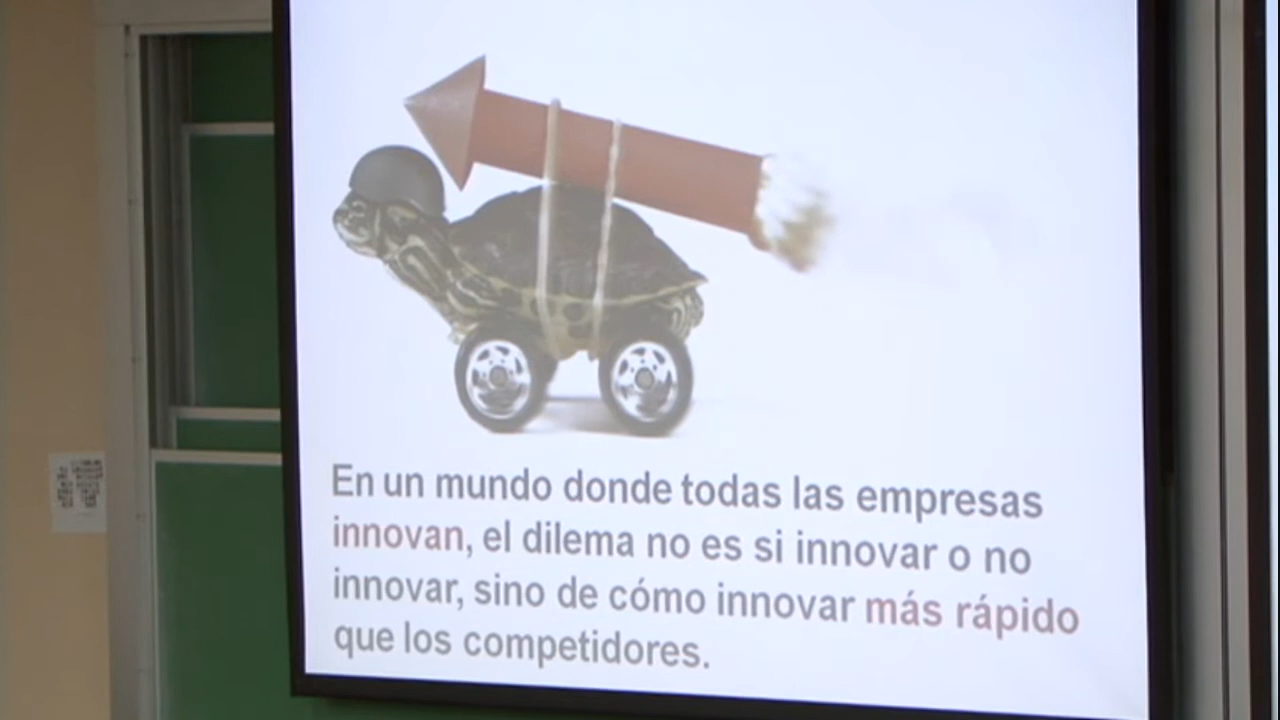 En un mundo donde todas las empresas
innovan, el dilema no es si innovar o no
innovar, sino de cómo innovar más rápido
que los competidores.